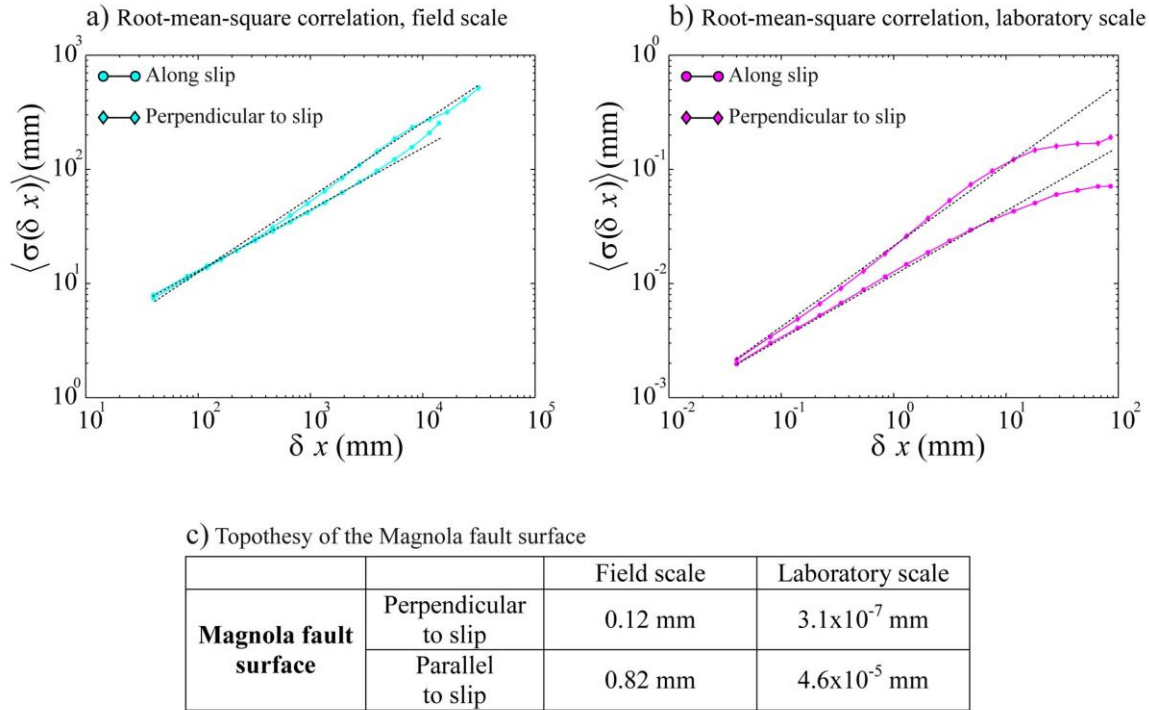 a) Root-mean-square correlation, field scale
10³
Along slip
Perpendicular to slip
10²
10¹
10⁰
⟨σ(δ x)⟩(mm)
10¹ 10² 10³ 10⁴ 10⁵
δ x (mm)
b) Root-mean-square correlation, laboratory scale
10⁰
Along slip
Perpendicular to slip
10⁻¹
10⁻²
10⁻³
⟨σ(δ x)⟩(mm)
10⁻² 10⁻¹ 10⁰ 10¹ 10²
δ x (mm)
c) Topothesy of the Magnola fault surface
Field scale Laboratory scale
Magnola fault
surface
Perpendicular
to slip
0.12 mm 3.1x10⁻⁷ mm
Parallel
to slip
0.82 mm 4.6x10⁻⁵ mm